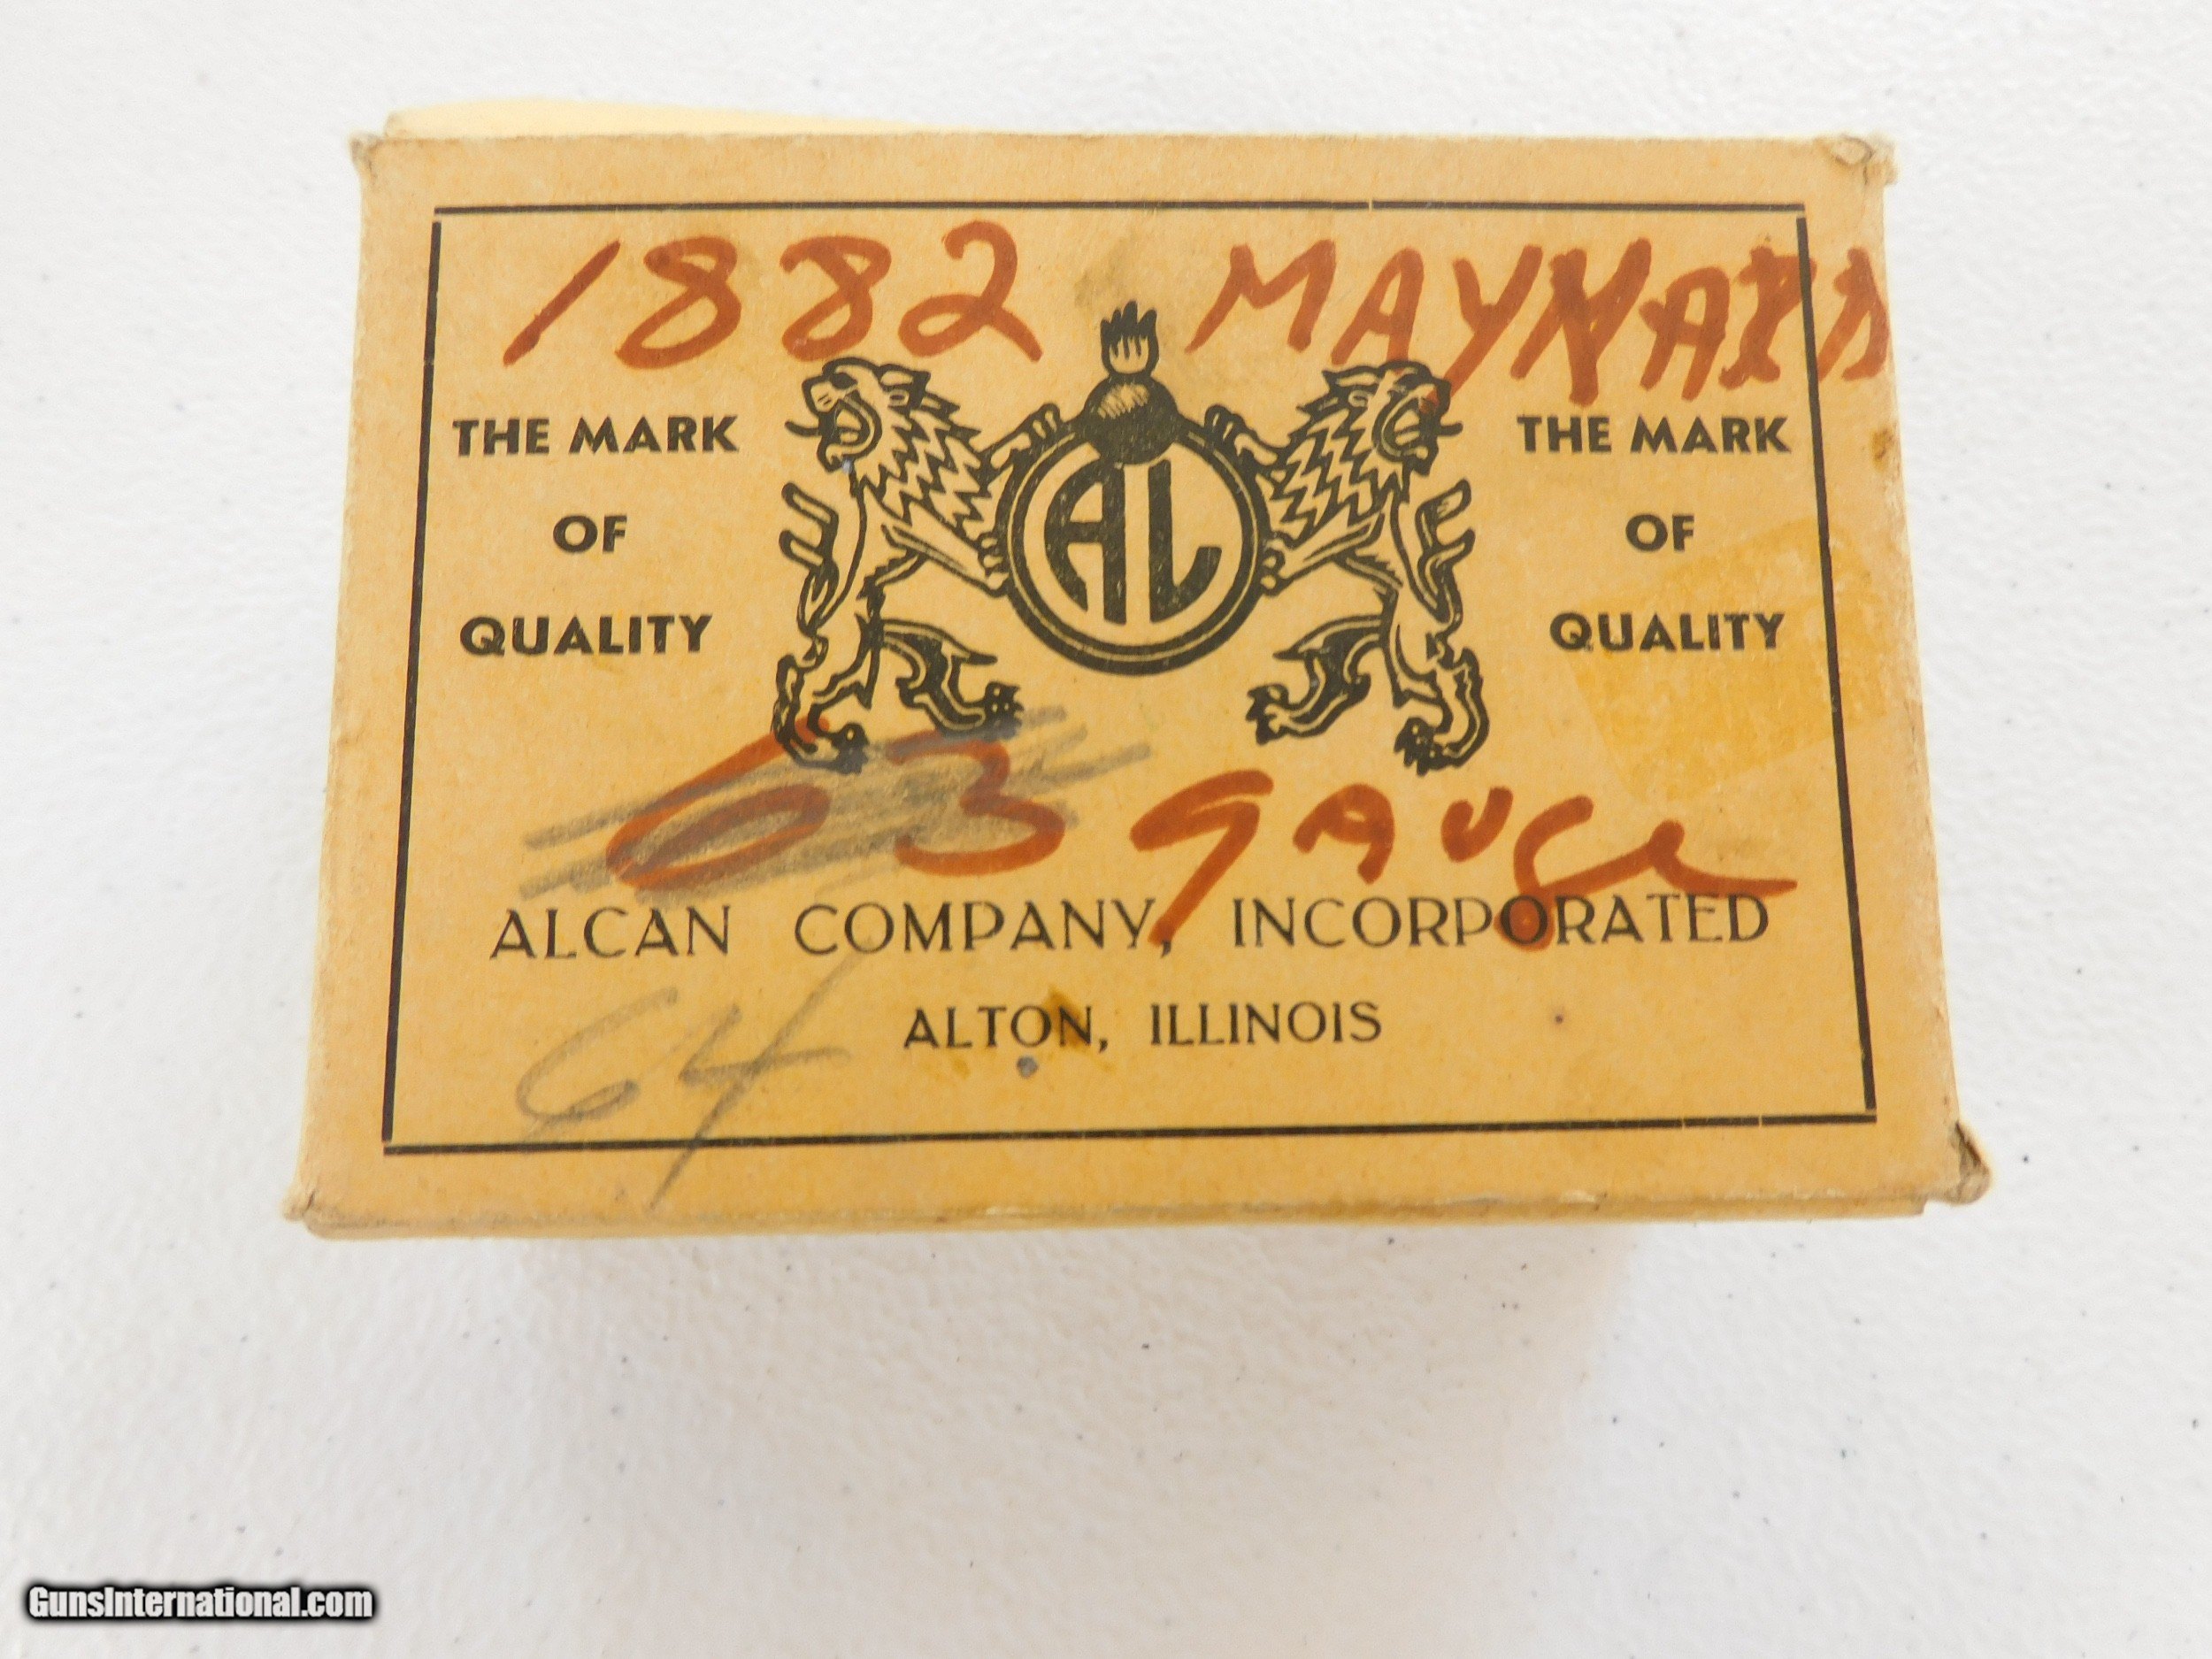 1882 MAYNARD
THE MARK
OF
QUALITY
AL
THE MARK
OF
QUALITY
63 gAUGe
ALCAN COMPANY, INCORPORATED
64
ALTON, ILLINOIS
GunsInternational.com